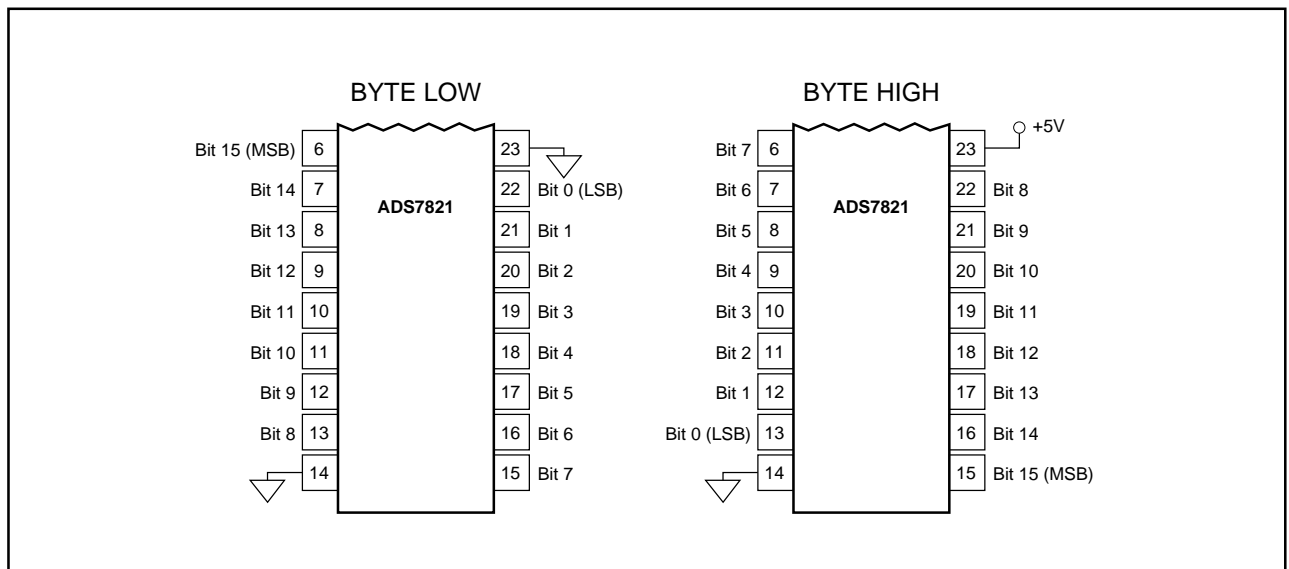 BYTE LOW
Bit 15 (MSB) 6 23
Bit 14 7 22 Bit 0 (LSB)
ADS7821
Bit 13 8 21 Bit 1
Bit 12 9 20 Bit 2
Bit 11 10 19 Bit 3
Bit 10 11 18 Bit 4
Bit 9 12 17 Bit 5
Bit 8 13 16 Bit 6
14 15 Bit 7
BYTE HIGH
+5V
Bit 7 6 23
Bit 6 7 22 Bit 8
ADS7821
Bit 5 8 21 Bit 9
Bit 4 9 20 Bit 10
Bit 3 10 19 Bit 11
Bit 2 11 18 Bit 12
Bit 1 12 17 Bit 13
Bit 0 (LSB) 13 16 Bit 14
14 15 Bit 15 (MSB)